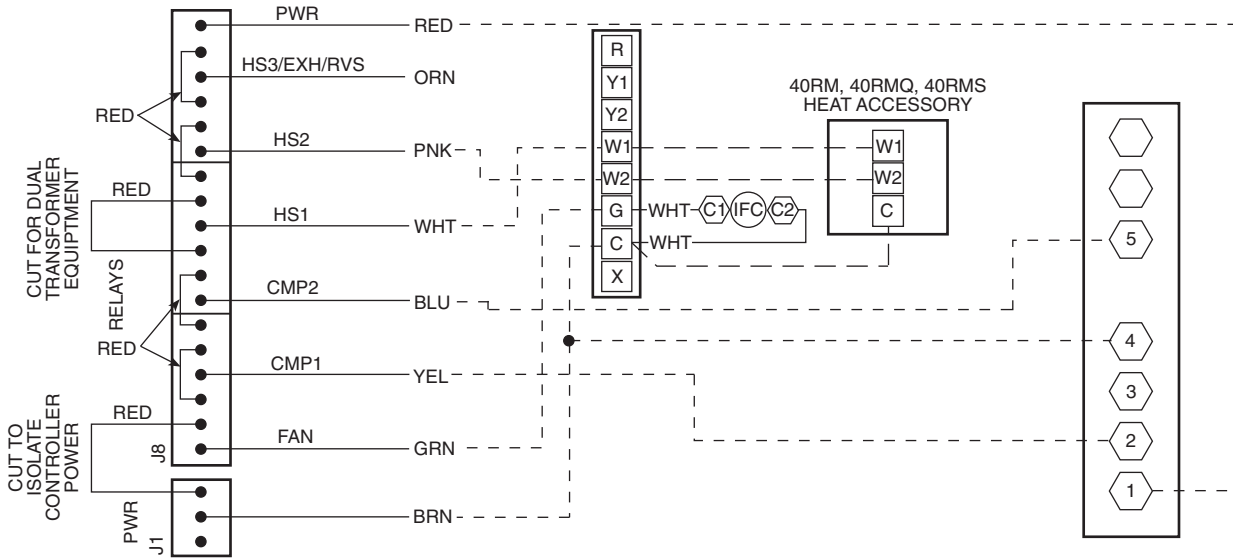 PWR
RED
HS3/EXH/RVS
ORN
RED
HS2
PNK
RED
HS1
WHT
CUT FOR DUAL
TRANSFORMER
EQUIPTMENT
RELAYS
CMP2
BLU
RED
CMP1
YEL
RED
FAN
GRN
CUT TO
ISOLATE
CONTROLLER
POWER
J8
BRN
PWR
J1
R
Y1
Y2
W1
W2
G
C
X
WHT
C1
IFC
C2
WHT
40RM, 40RMQ, 40RMS
HEAT ACCESSORY
W1
W2
C
5
4
3
2
1